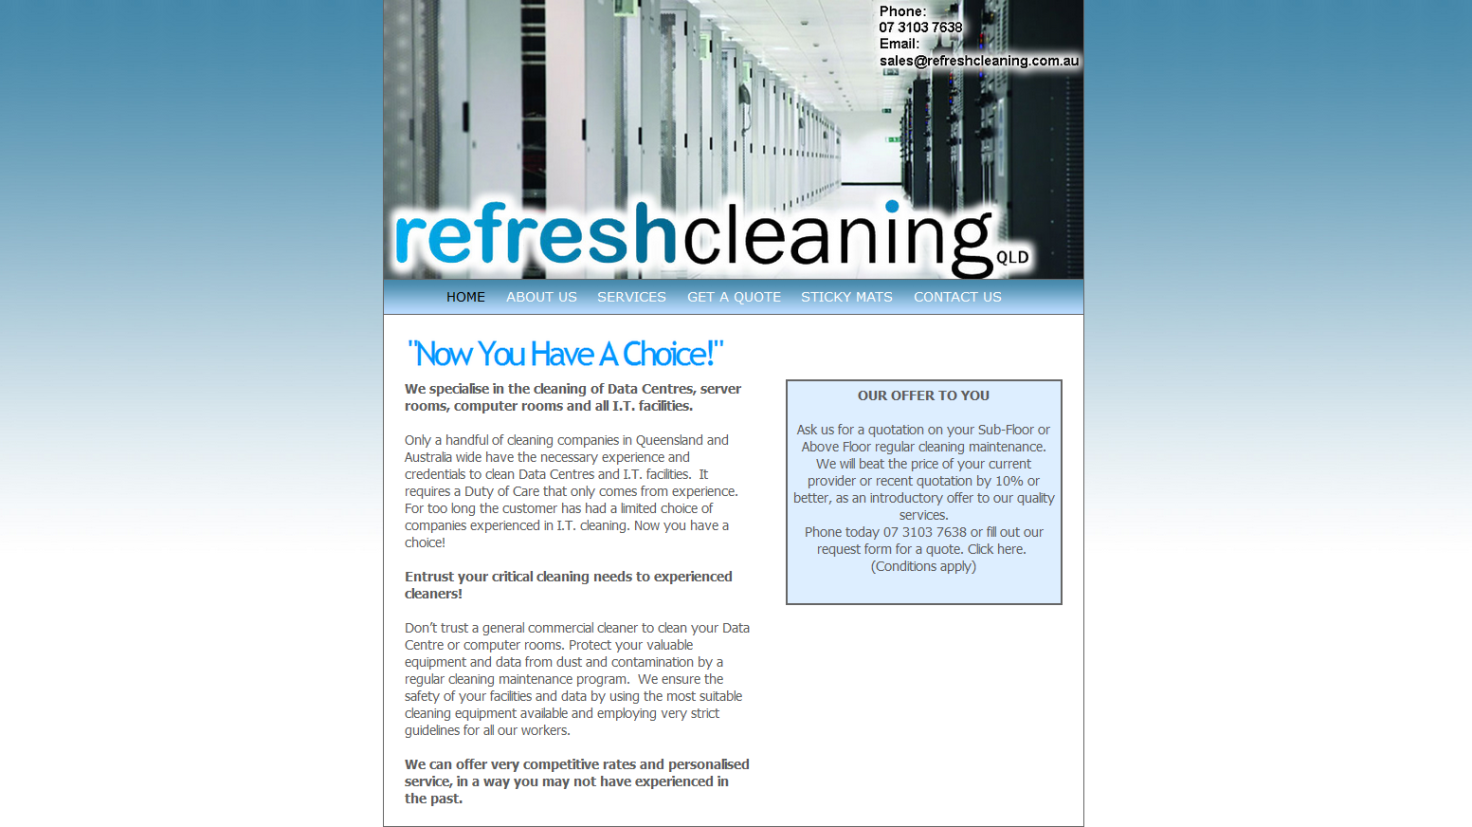 Phone:
07 3103 7638
Email:
sales@refreshcleaning.com.au
refreshcleaning QLD
HOME ABOUT US SERVICES GET A QUOTE STICKY MATS CONTACT US
"Now You Have A Choice!"
We specialise in the cleaning of Data Centres, server
rooms, computer rooms and all I.T. facilities.
Only a handful of cleaning companies in Queensland and
Australia wide have the necessary experience and
credentials to clean Data Centres and I.T. facilities.  It
requires a Duty of Care that only comes from experience.
For too long the customer has had a limited choice of
companies experienced in I.T. cleaning. Now you have a
choice!
Entrust your critical cleaning needs to experienced
cleaners!
Don’t trust a general commercial cleaner to clean your Data
Centre or computer rooms. Protect your valuable
equipment and data from dust and contamination by a
regular cleaning maintenance program.  We ensure the
safety of your facilities and data by using the most suitable
cleaning equipment available and employing very strict
guidelines for all our workers.
We can offer very competitive rates and personalised
service, in a way you may not have experienced in
the past.
OUR OFFER TO YOU
Ask us for a quotation on your Sub-Floor or
Above Floor regular cleaning maintenance.
We will beat the price of your current
provider or recent quotation by 10% or
better, as an introductory offer to our quality
services.
Phone today 07 3103 7638 or fill out our
request form for a quote. Click here.
(Conditions apply)